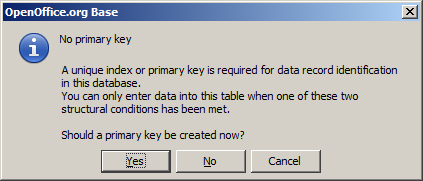 OpenOffice.org Base
No primary key
A unique index or primary key is required for data record identification
in this database.
You can only enter data into this table when one of these two
structural conditions has been met.
Should a primary key be created now?
Yes No Cancel